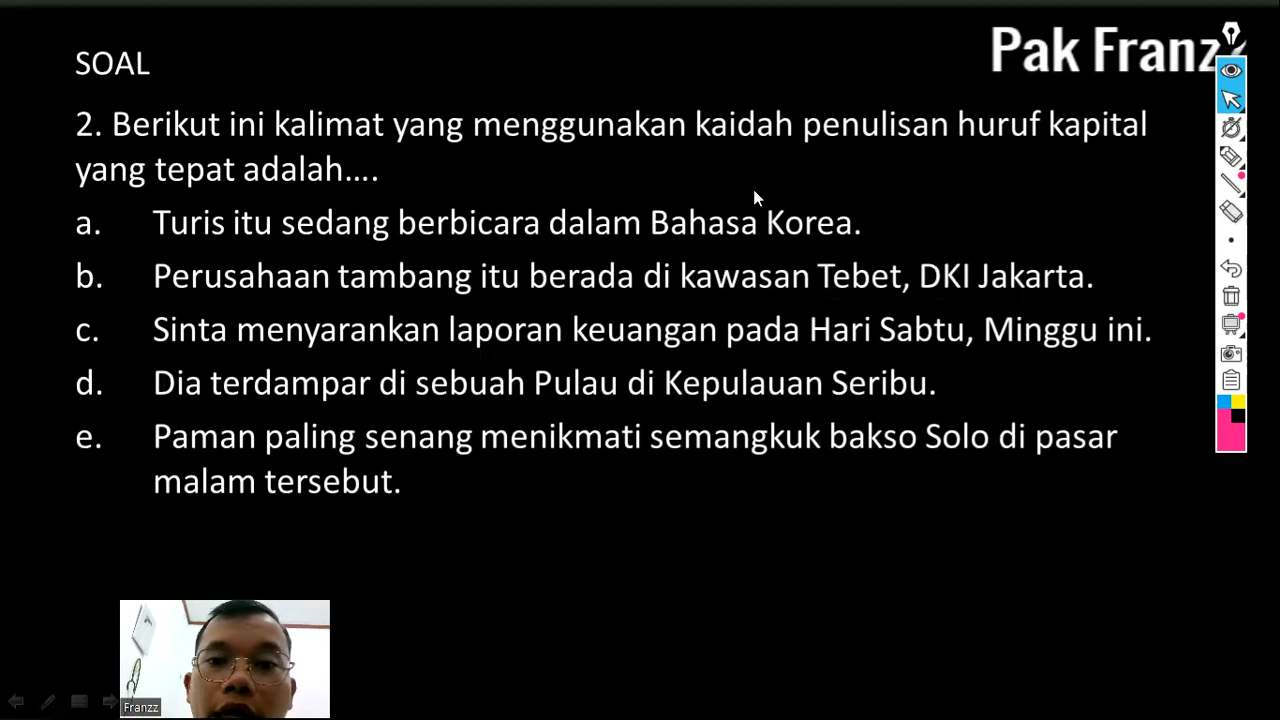 SOAL
Pak Franz
2. Berikut ini kalimat yang menggunakan kaidah penulisan huruf kapital
yang tepat adalah....
a. Turis itu sedang berbicara dalam Bahasa Korea.
b. Perusahaan tambang itu berada di kawasan Tebet, DKI Jakarta.
c. Sinta menyarankan laporan keuangan pada Hari Sabtu, Minggu ini.
d. Dia terdampar di sebuah Pulau di Kepulauan Seribu.
e. Paman paling senang menikmati semangkuk bakso Solo di pasar
malam tersebut.
Franzz